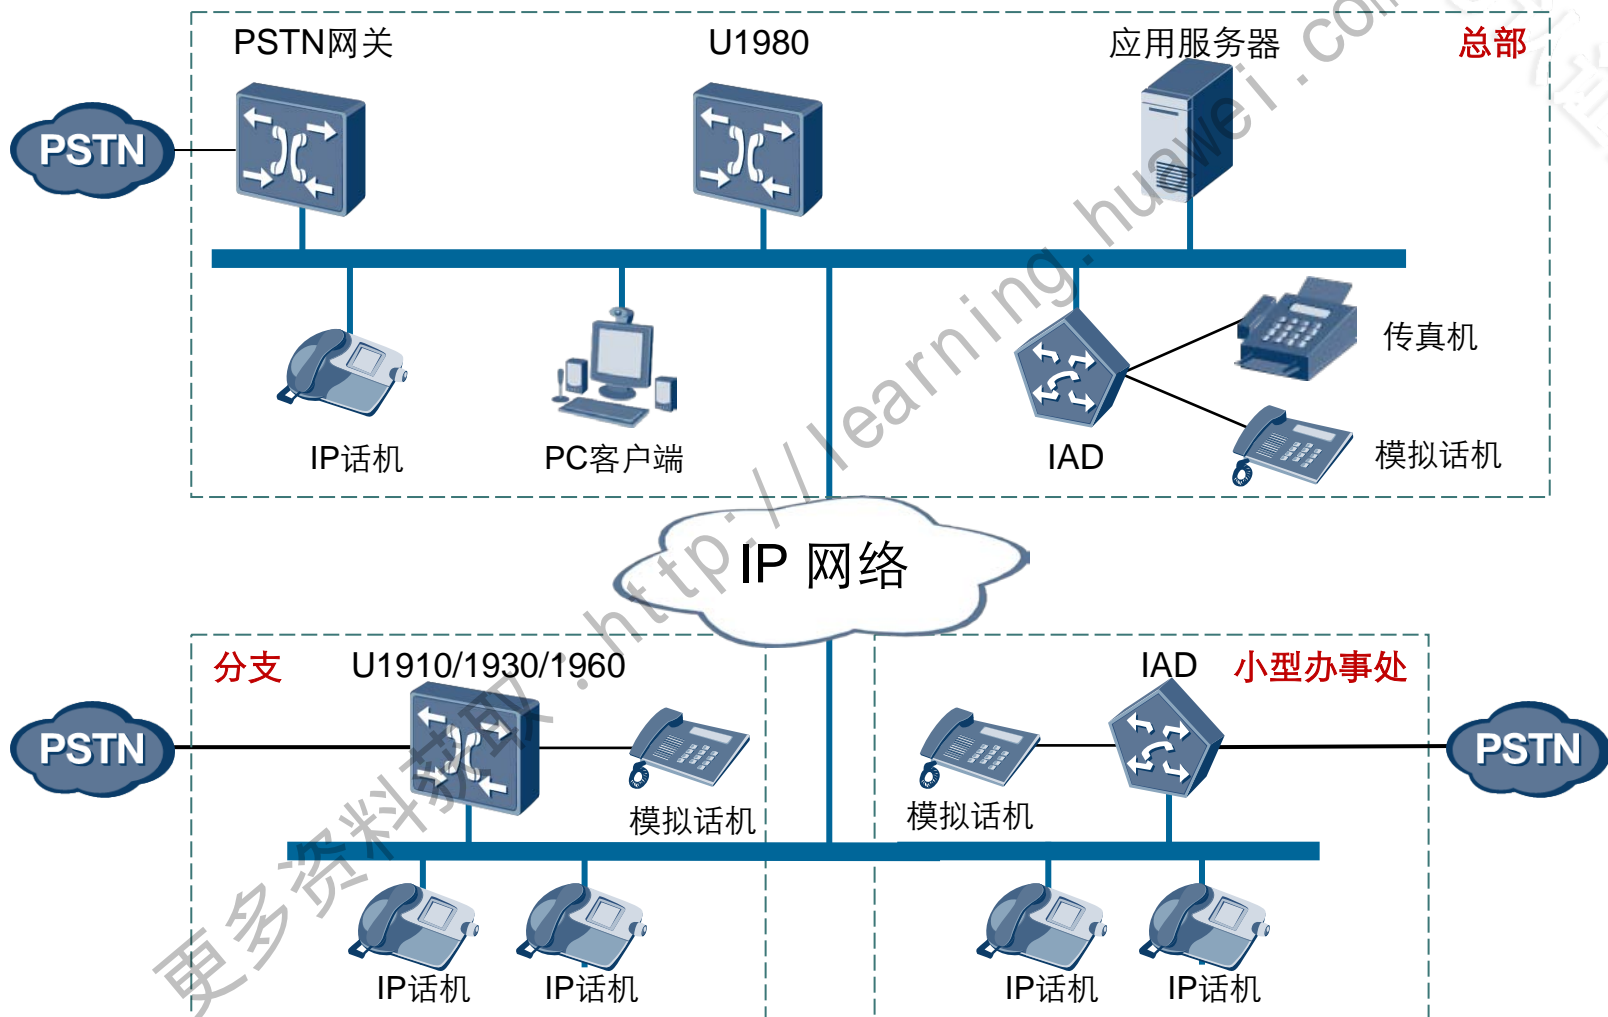 PSTN网关
U1980
应用服务器
总部
PSTN
IP话机
PC客户端
IAD
传真机
模拟话机
IP 网络
分支
U1910/1930/1960
IAD
小型办事处
PSTN
模拟话机
模拟话机
PSTN
IP话机
IP话机
IP话机
IP话机
更多资料获取:http://learning.huawei.com